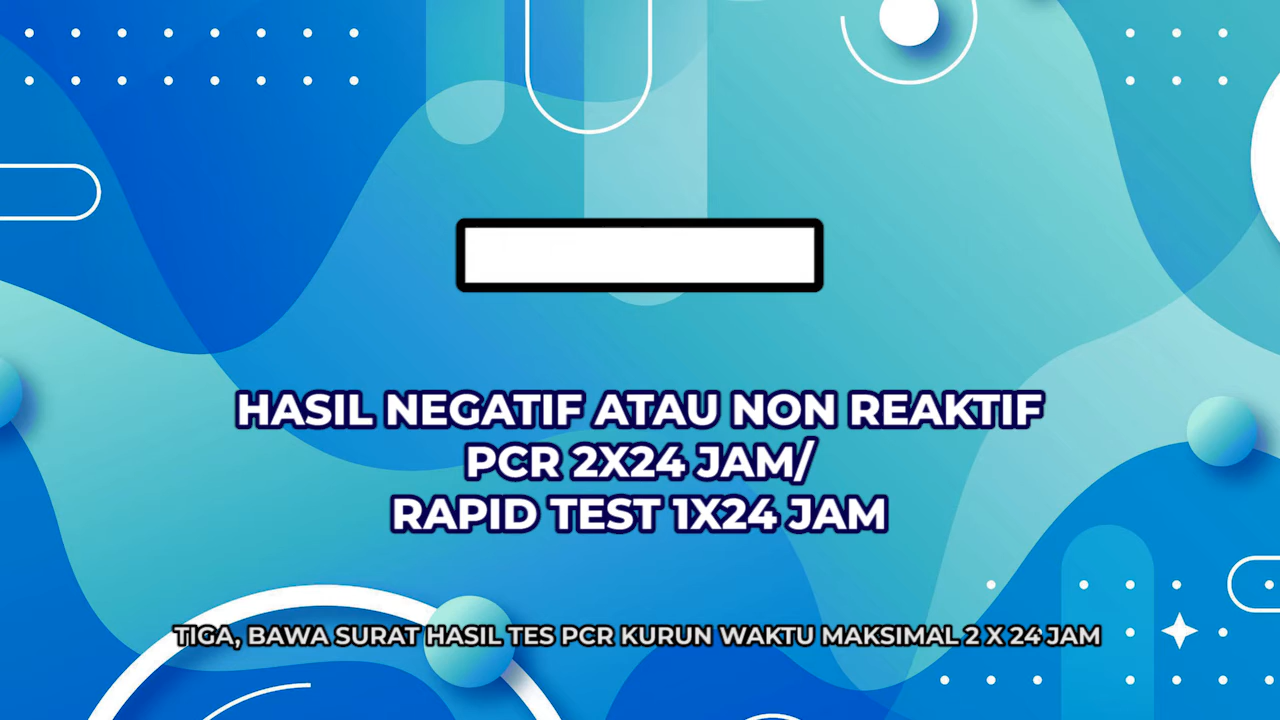 HASIL NEGATIF ATAU NON REAKTIF
PCR 2X24 JAM/
RAPID TEST 1X24 JAM
TIGA, BAWA SURAT HASIL TES PCR KURUN WAKTU MAKSIMAL 2 X 24 JAM